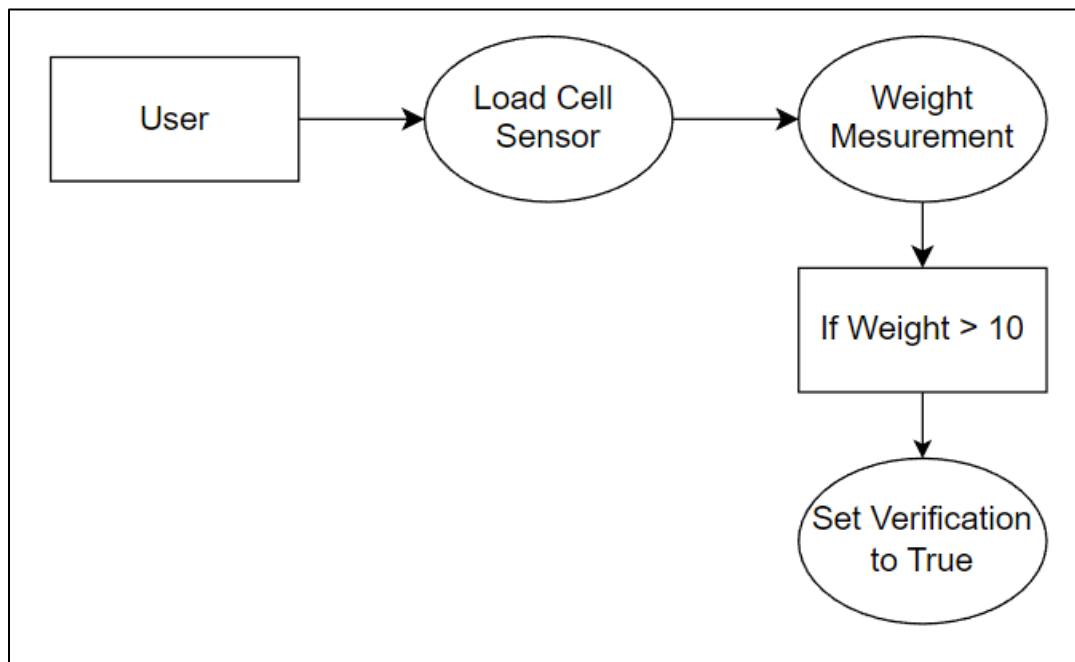 User
Load Cell
Sensor
Weight
Mesurement
If Weight > 10
Set Verification
to True